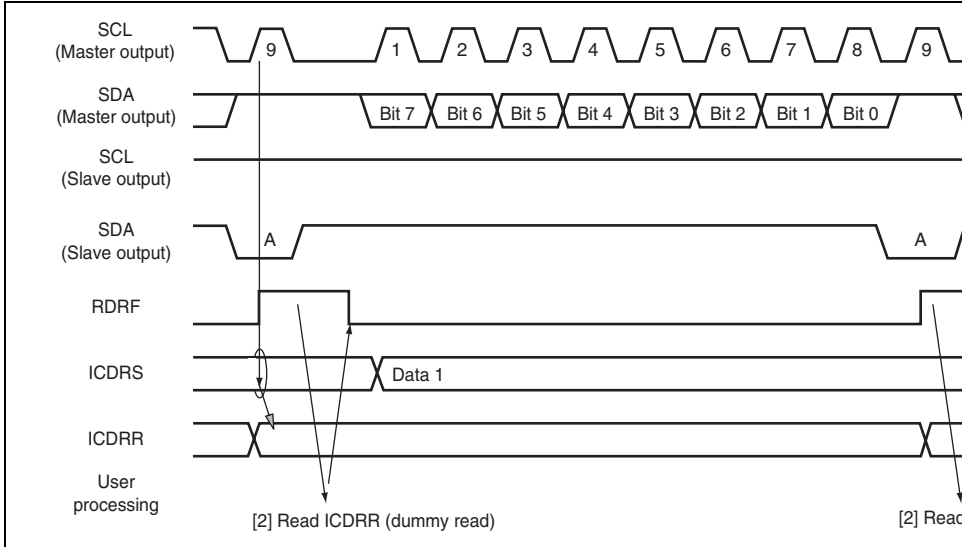 SCL
(Master output)
9 1 2 3 4 5 6 7 8 9
SDA
(Master output)
Bit 7 Bit 6 Bit 5 Bit 4 Bit 3 Bit 2 Bit 1 Bit 0
SCL
(Slave output)
SDA
(Slave output)
A A
RDRF
ICDRS
Data 1
ICDRR
User
processing
[2] Read ICDRR (dummy read)
[2] Read